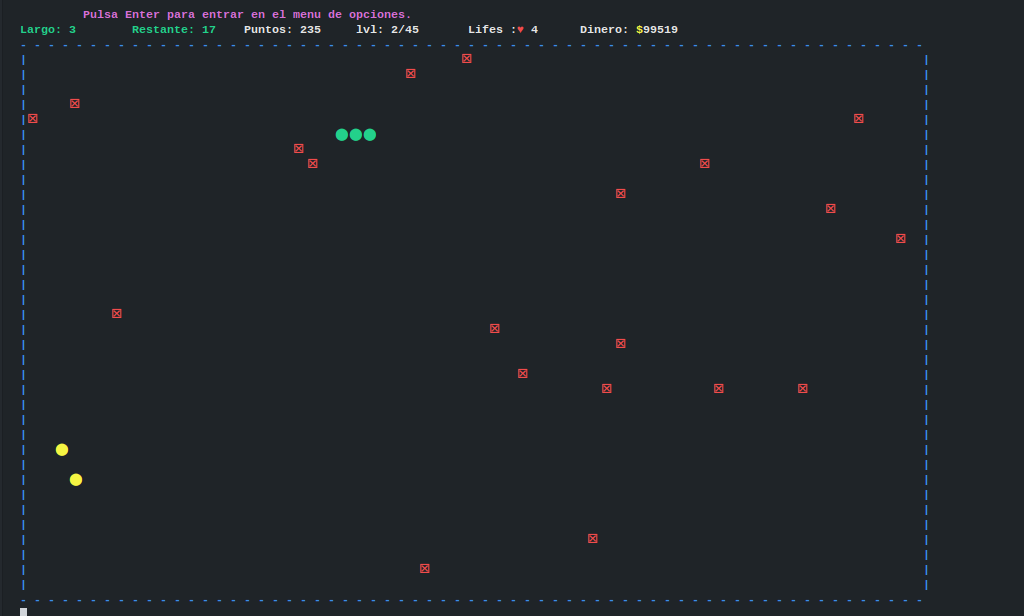 Pulsa Enter para entrar en el menu de opciones.
Largo: 3 Restante: 17 Puntos: 235 lvl: 2/45 Lifes :♥ 4 Dinero: $99519